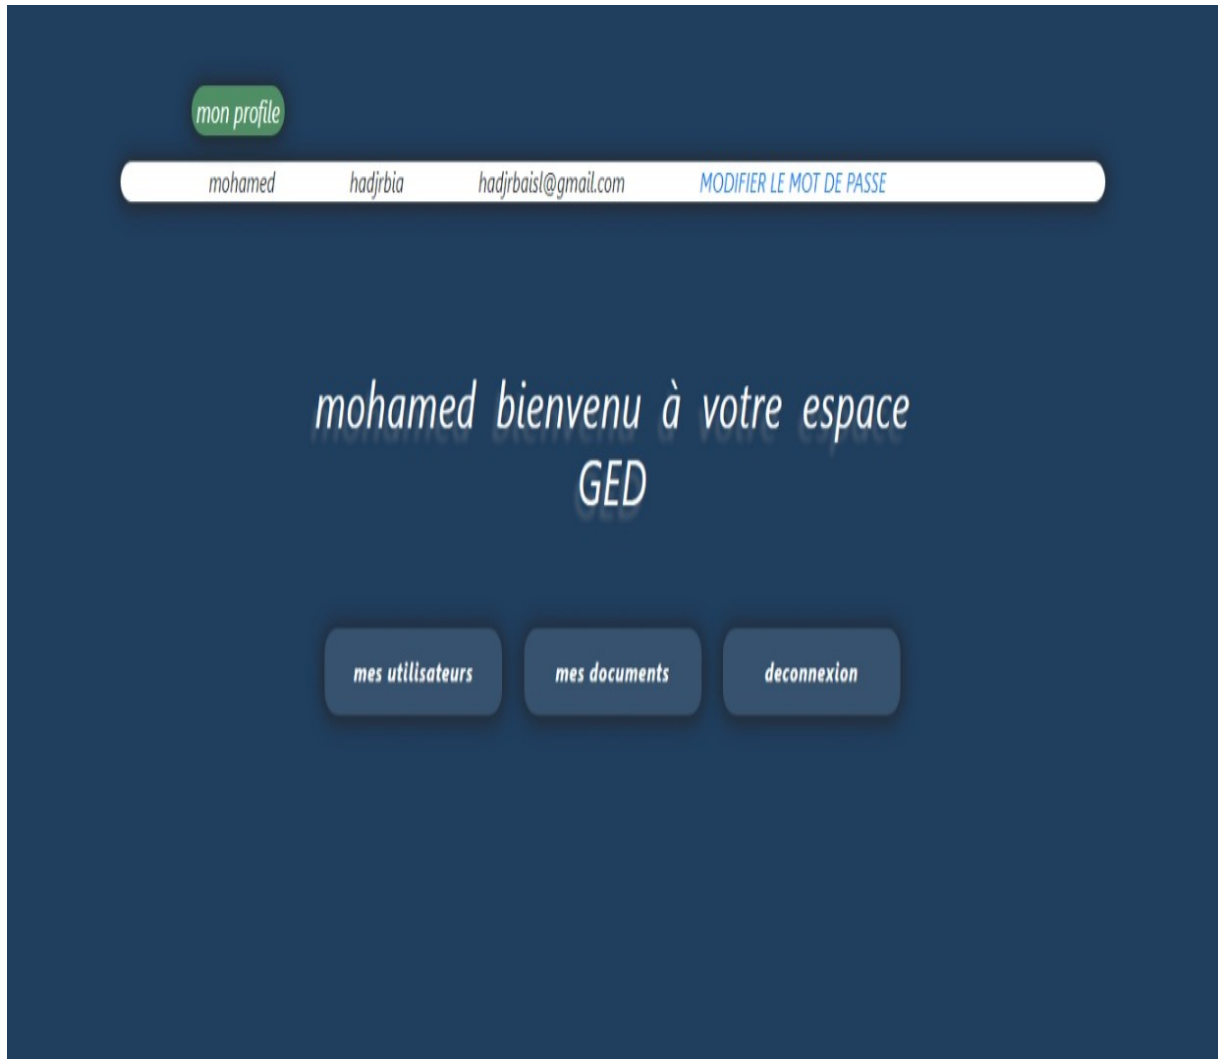 mon profile
mohamed hadjrbia hadjrbaisl@gmail.com MODIFIER LE MOT DE PASSE
mohamed bienvenu à votre espace
GED
mes utilisateurs mes documents deconnexion